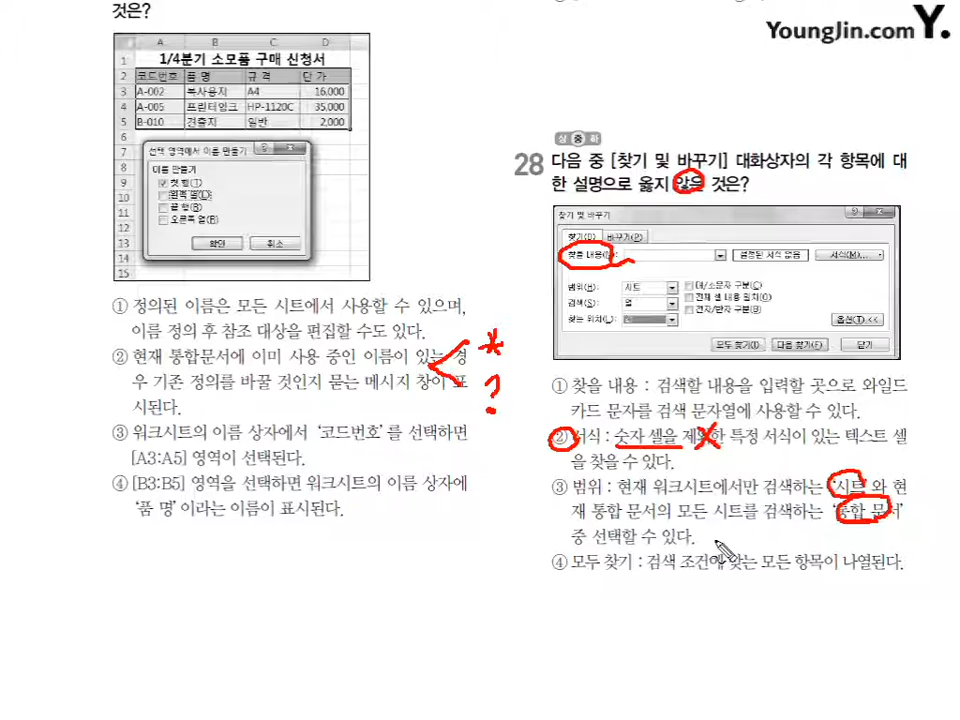 것은?
A B C D
1 1/4분기 소모품 구매 신청서
2 코드번호 품 명 규 격 단 가
3 A-002 복사용지 A4 16,000
4 A-005 프린터잉크 HP-1120C 35,000
5 B-010 견출지 일반 2,000
6
7 선택 영역에서 이름 만들기
8 이름 만들기
9 첫 행(T)
10 왼쪽 열(L)
11 끝 행(B)
12 오른쪽 열(R)
13 확인 취소
14
15
① 정의된 이름은 모든 시트에서 사용할 수 있으며,
이름 정의 후 참조 대상을 편집할 수도 있다.
② 현재 통합문서에 이미 사용 중인 이름이 있는 경
우 기존 정의를 바꿀 것인지 묻는 메시지 창이 표
시된다.
③ 워크시트의 이름 상자에서 ‘코드번호’를 선택하면
[A3:A5] 영역이 선택된다.
④ [B3:B5] 영역을 선택하면 워크시트의 이름 상자에
‘품 명’이라는 이름이 표시된다.
*
?
YoungJin.com Y.
상 중 하
28 다음 중 [찾기 및 바꾸기] 대화상자의 각 항목에 대
한 설명으로 옳지 않은 것은?
찾기 및 바꾸기
찾기(D) 바꾸기(P)
찾을 내용(N): 설정된 서식 없음 서식(M)...
범위(H): 시트 대/소문자 구분(C)
검색(S): 열 전체 셀 내용 일치(O)
찾는 위치(L): 전자/반자 구분(B)
옵션(T) <<
모두 찾기(I) 다음 찾기(F) 닫기
① 찾을 내용 : 검색할 내용을 입력할 곳으로 와일드
카드 문자를 검색 문자열에 사용할 수 있다.
② 서식 : 숫자 셀을 제외한 특정 서식이 있는 텍스트 셀
을 찾을 수 있다.
③ 범위 : 현재 워크시트에서만 검색하는 ‘시트’와 현
재 통합 문서의 모든 시트를 검색하는 ‘통합 문서’
중 선택할 수 있다.
④ 모두 찾기 : 검색 조건에 맞는 모든 항목이 나열된다.